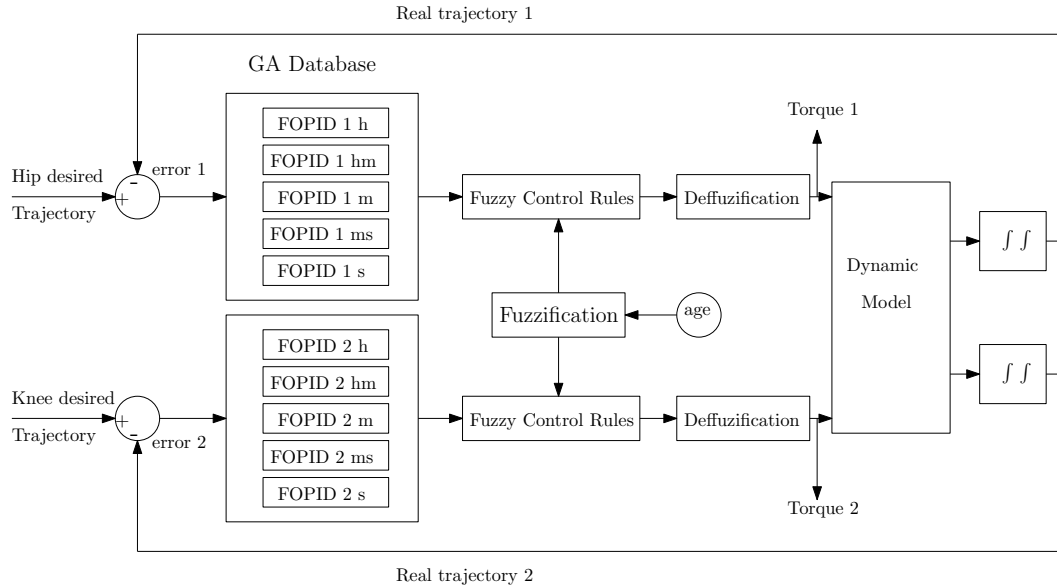 Real trajectory 1
GA Database
FOPID 1 h
FOPID 1 hm
FOPID 1 m
FOPID 1 ms
FOPID 1 s
Hip desired
Trajectory
-
+
error 1
Fuzzy Control Rules
Deffuzification
Torque 1
Dynamic
Model
∫ ∫
Fuzzification
age
FOPID 2 h
FOPID 2 hm
FOPID 2 m
FOPID 2 ms
FOPID 2 s
Knee desired
Trajectory
+
-
error 2
Fuzzy Control Rules
Deffuzification
∫ ∫
Torque 2
Real trajectory 2